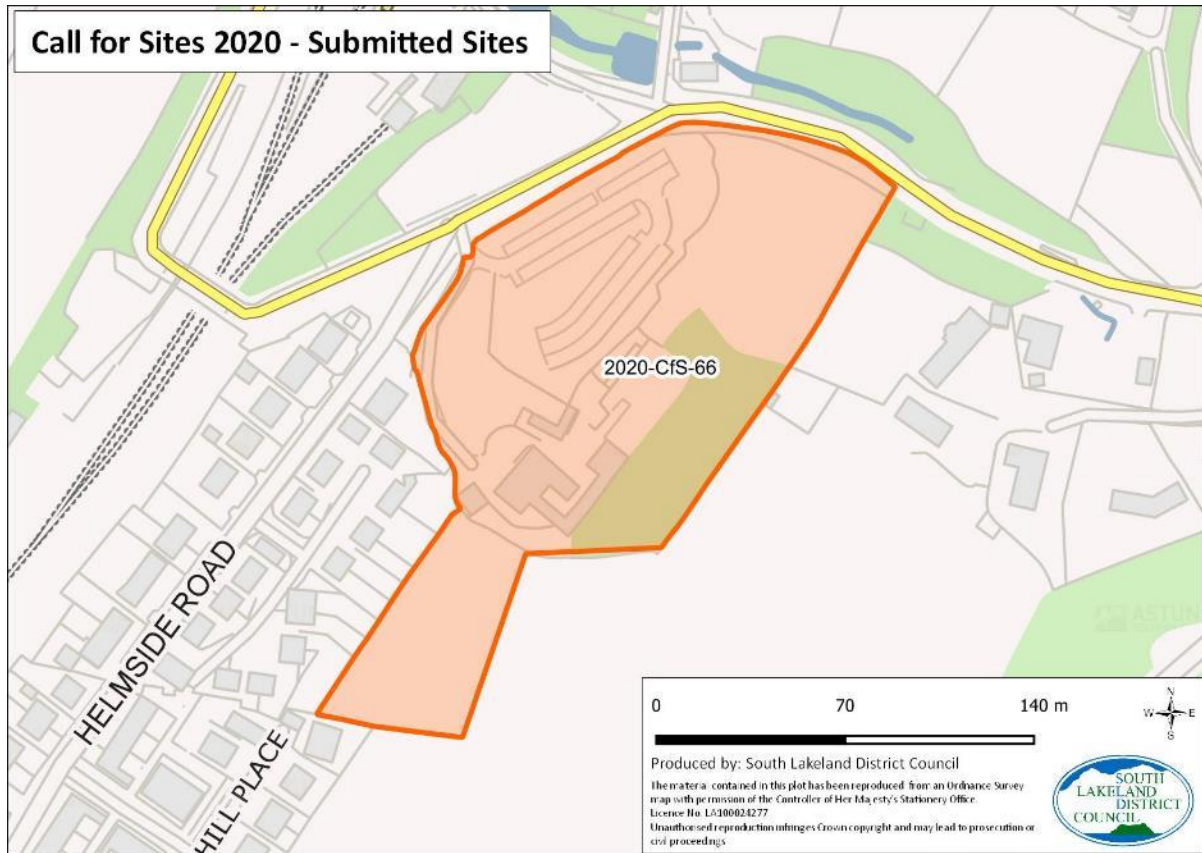 Call for Sites 2020 - Submitted Sites
2020-CfS-66
HELMSIDE ROAD
HILL PLACE
ASTUN
0 70 140 m
N
W E
S
Produced by: South Lakeland District Council
The material contained in this plot has been reproduced from an Ordnance Survey
map with permission of the Controller of Her Majesty's Stationery Office.
Licence No. LA100024277
Unauthorised reproduction infringes Crown copyright and may lead to prosecution or
civil proceedings
SOUTH
LAKELAND
DISTRICT
COUNCIL